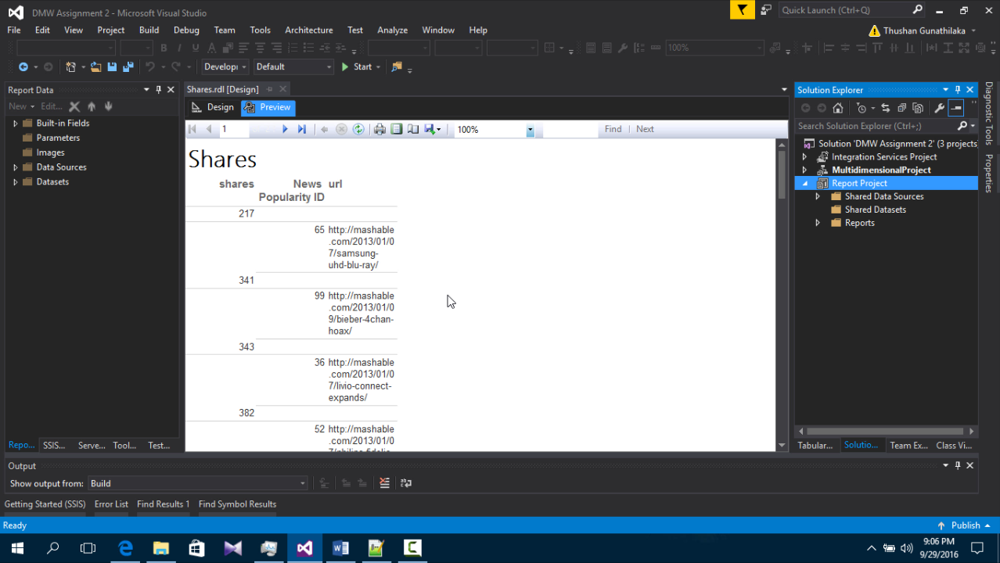 DMW Assignment 2 - Microsoft Visual Studio
Quick Launch (Ctrl+Q)
File Edit View Project Build Debug Team Tools Architecture Test Analyze Window Help
Thushan Gunathilaka
B I U A 100%
Developi Default Start
Report Data
New Edit...
Built-in Fields
Parameters
Images
Data Sources
Datasets
Repo... SSIS... Serve... Tool... Test...
Shares.rdl [Design]
Design Preview
1 100% Find | Next
Shares
shares News url
Popularity ID
217
65 http://mashable
.com/2013/01/0
7/samsung-
uhd-blu-ray/
341
99 http://mashable
.com/2013/01/0
9/bieber-4chan-
hoax/
343
36 http://mashable
.com/2013/01/0
7/livio-connect-
expands/
382
52 http://mashable
.com/2013/01/0
Solution Explorer
Search Solution Explorer (Ctrl+;)
Solution 'DMW Assignment 2' (3 projects)
Integration Services Project
MultidimensionalProject
Report Project
Shared Data Sources
Shared Datasets
Reports
Tabular... Solutio... Team Ex... Class Vi...
Diagnostic Tools
Properties
Output
Show output from: Build
Getting Started (SSIS) Error List Find Results 1 Find Symbol Results
Ready
Publish
9:06 PM
9/29/2016